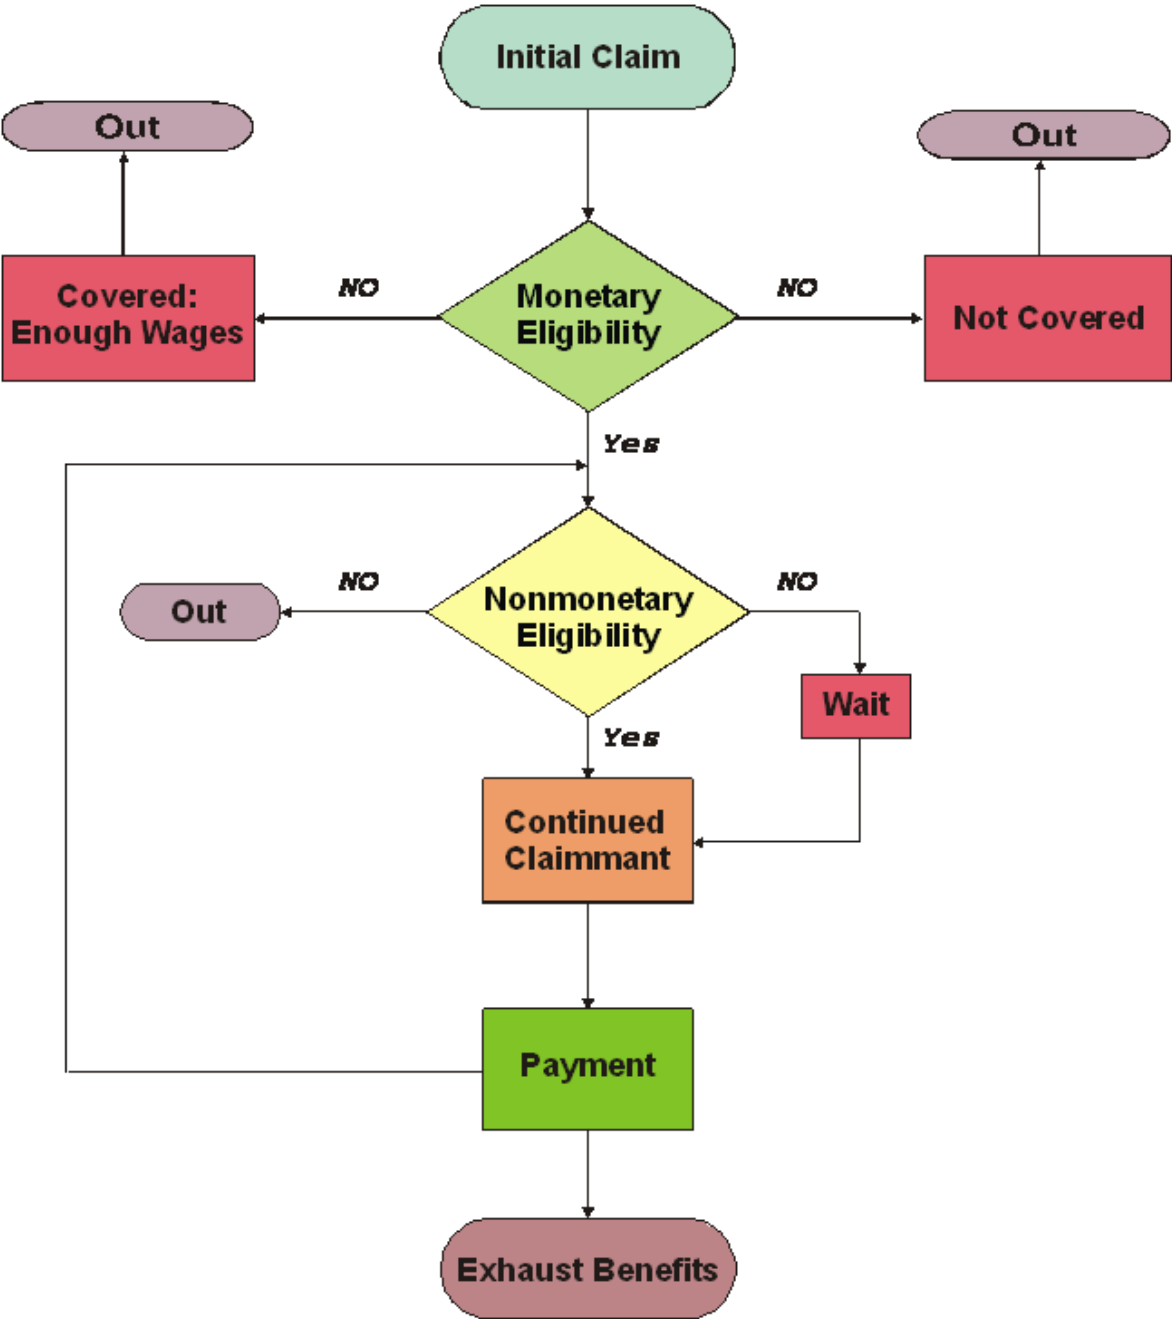 Initial Claim
Out
Out
NO
NO
Covered:
Enough Wages
Monetary
Eligibility
Not Covered
Yes
NO
NO
Out
Nonmonetary
Eligibility
Wait
Yes
Continued
Claimmant
Payment
Exhaust Benefits